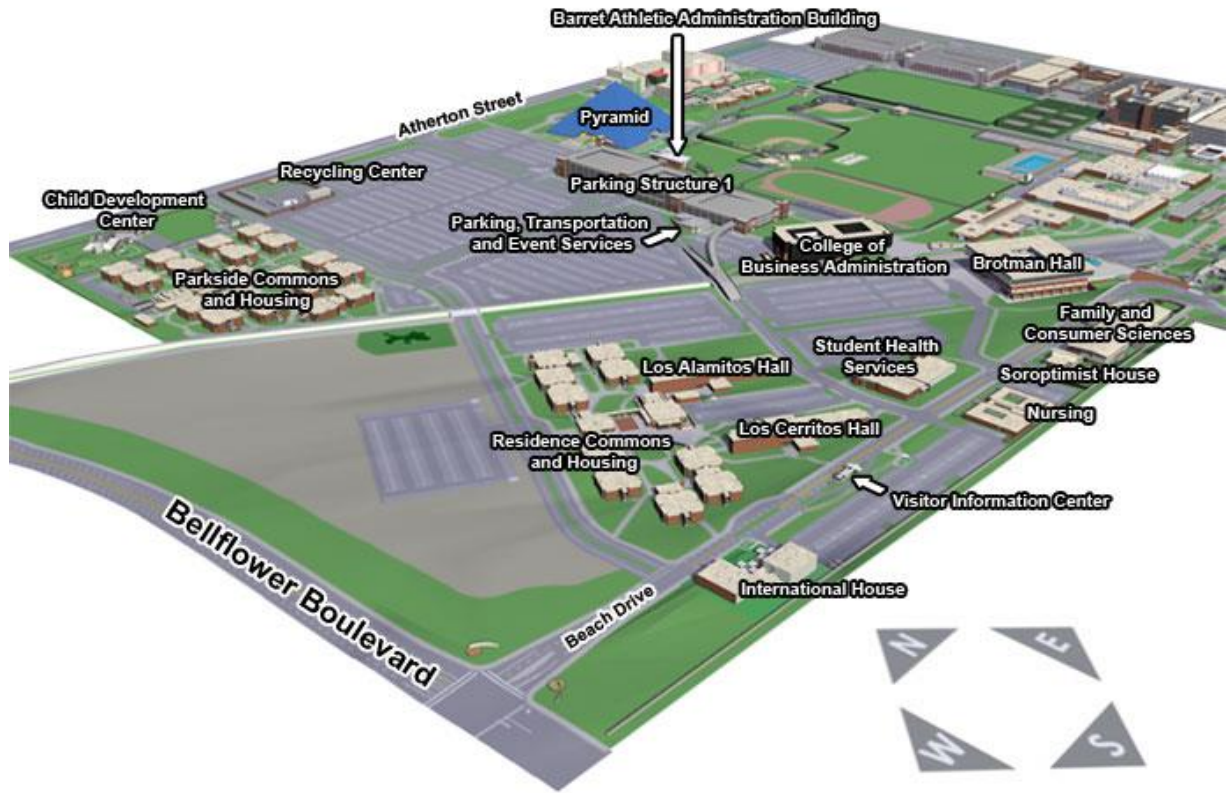 Barret Athletic Administration Building
Atherton Street
Pyramid
Recycling Center
Parking Structure 1
Child Development
Center
Parking, Transportation
and Event Services
College of
Business Administration
Brotman Hall
Parkside Commons
and Housing
Family and
Consumer Sciences
Student Health
Services
Los Alamitos Hall
Soroptimist House
Nursing
Los Cerritos Hall
Residence Commons
and Housing
Visitor Information Center
Bellflower Boulevard
International House
Beach Drive
N
E
W
S